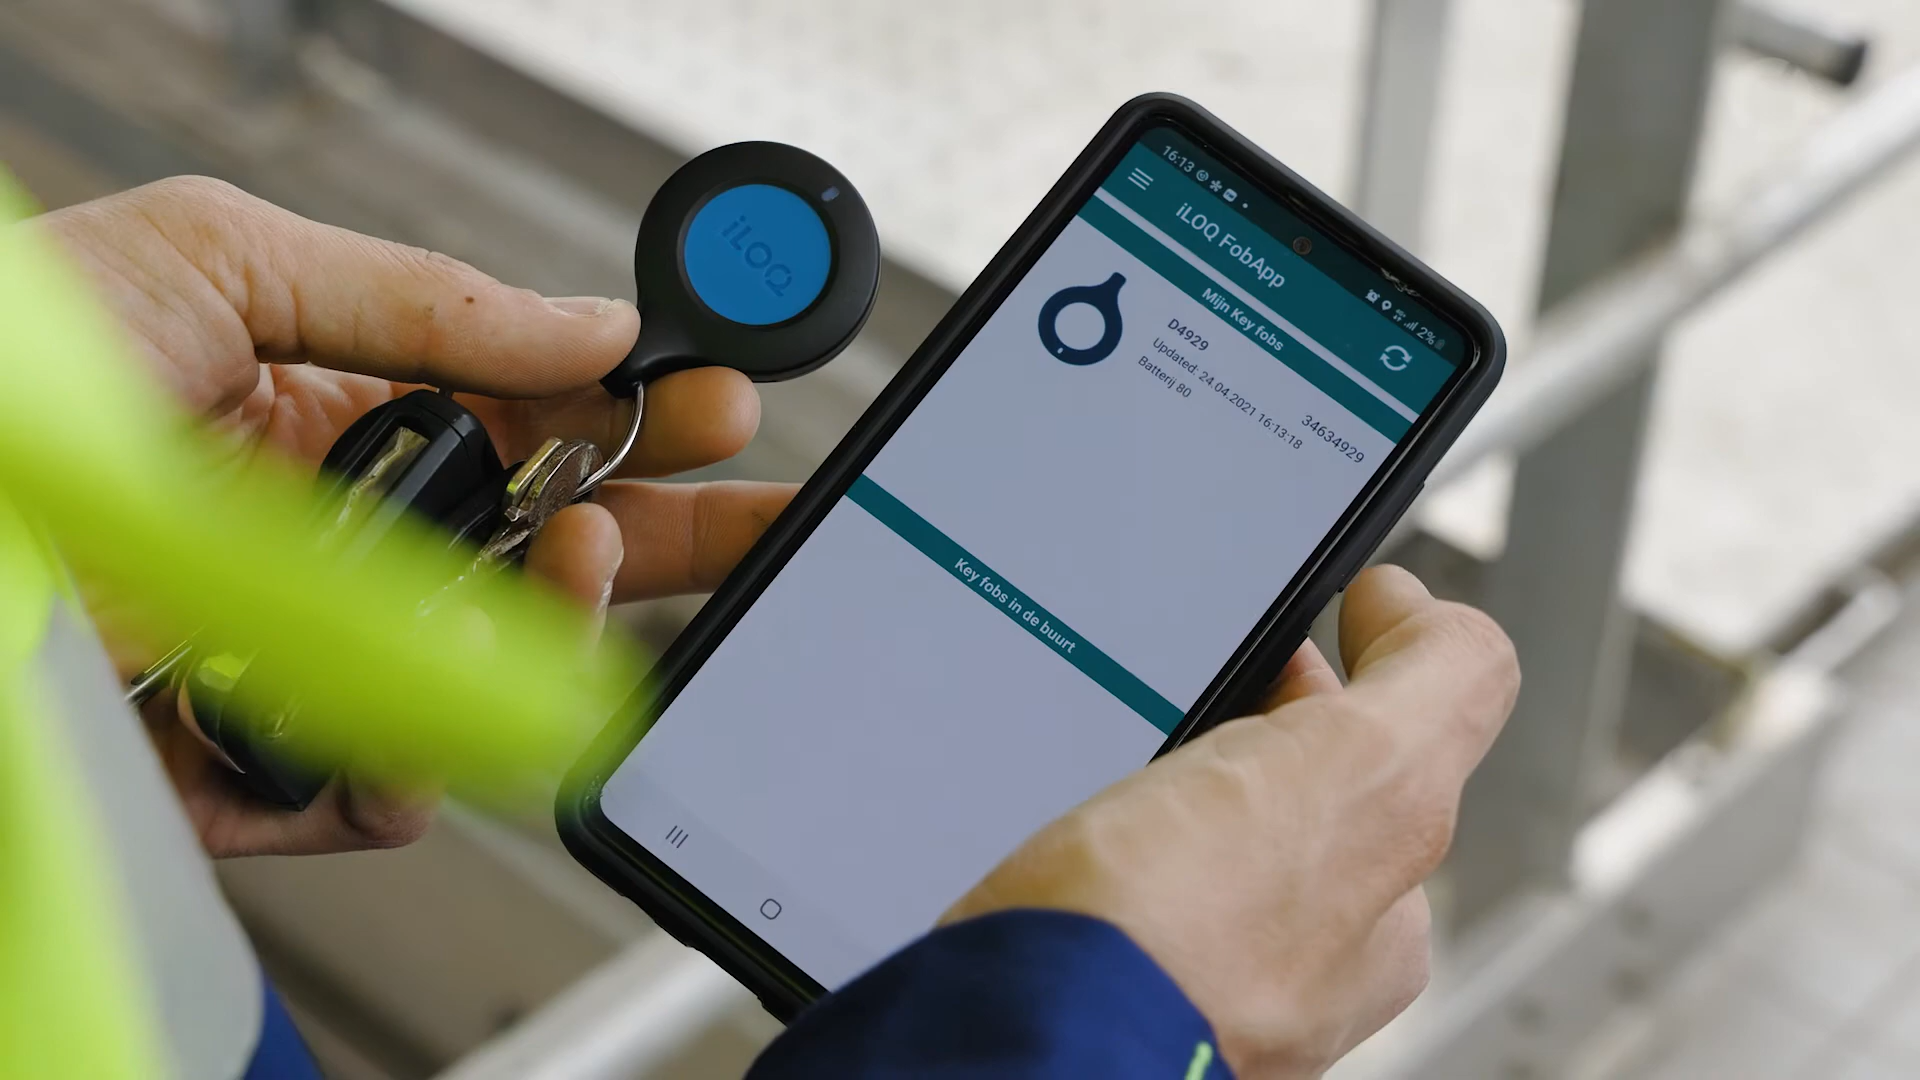 iLOQ
16:13
2%
iLOQ FobApp
Mijn Key fobs
D4929
34634929
Updated: 24.04.2021 16:13:18
Batterij 80
Key fobs in de buurt